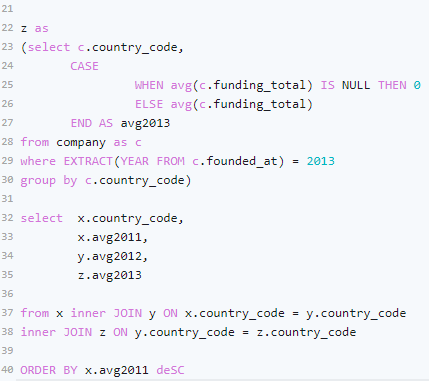 21
22 z as
23 (select c.country_code,
24 CASE
25 WHEN avg(c.funding_total) IS NULL THEN 0
26 ELSE avg(c.funding_total)
27 END AS avg2013
28 from company as c
29 where EXTRACT(YEAR FROM c.founded_at) = 2013
30 group by c.country_code)
31
32 select  x.country_code,
33 x.avg2011,
34 y.avg2012,
35 z.avg2013
36
37 from x inner JOIN y ON x.country_code = y.country_code
38 inner JOIN z ON y.country_code = z.country_code
39
40 ORDER BY x.avg2011 deSC